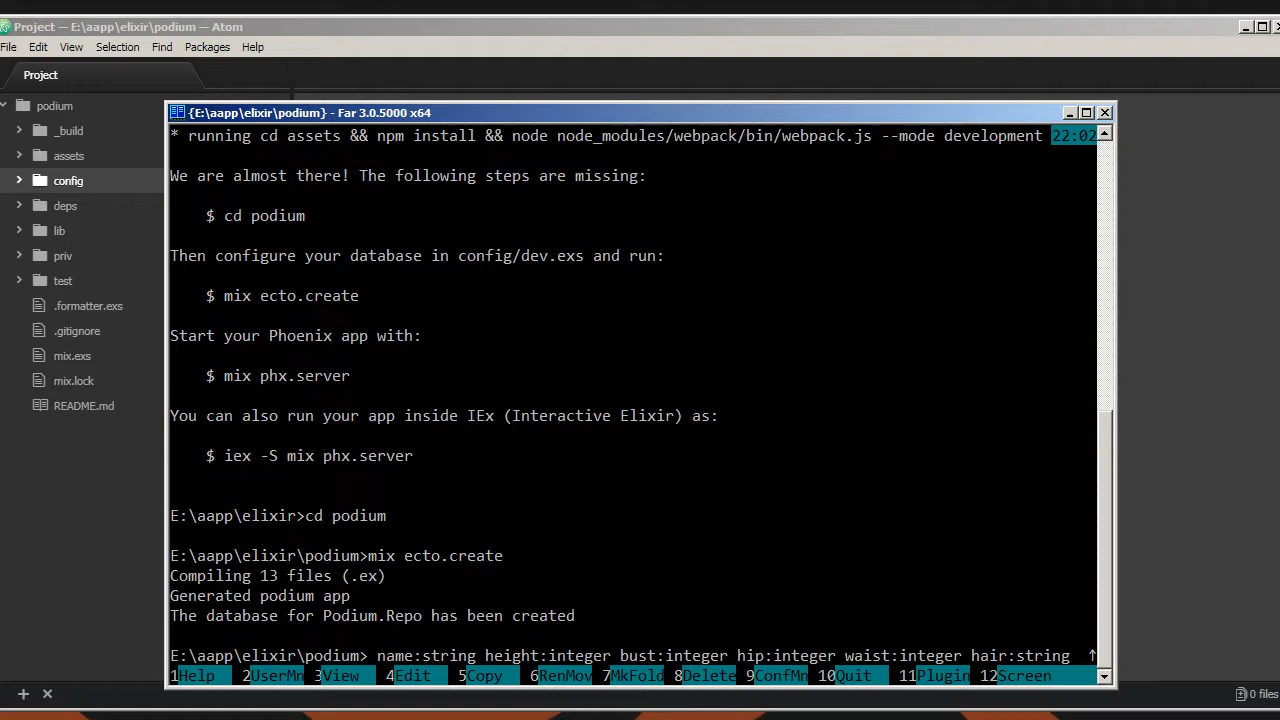 Project — E:\aapp\elixir\podium — Atom
File Edit View Selection Find Packages Help
Project
podium
_build
assets
config
deps
lib
priv
test
.formatter.exs
.gitignore
mix.exs
mix.lock
README.md
{E:\aapp\elixir\podium} - Far 3.0.5000 x64
* running cd assets && npm install && node node_modules/webpack/bin/webpack.js --mode development 22:02
We are almost there! The following steps are missing:
$ cd podium
Then configure your database in config/dev.exs and run:
$ mix ecto.create
Start your Phoenix app with:
$ mix phx.server
You can also run your app inside IEx (Interactive Elixir) as:
$ iex -S mix phx.server
E:\aapp\elixir>cd podium
E:\aapp\elixir\podium>mix ecto.create
Compiling 13 files (.ex)
Generated podium app
The database for Podium.Repo has been created
E:\aapp\elixir\podium> name:string height:integer bust:integer hip:integer waist:integer hair:string ↑
1Help 2UserMn 3View 4Edit 5Copy 6RenMov 7MkFold 8Delete 9ConfMn 10Quit 11Plugin 12Screen
0 files